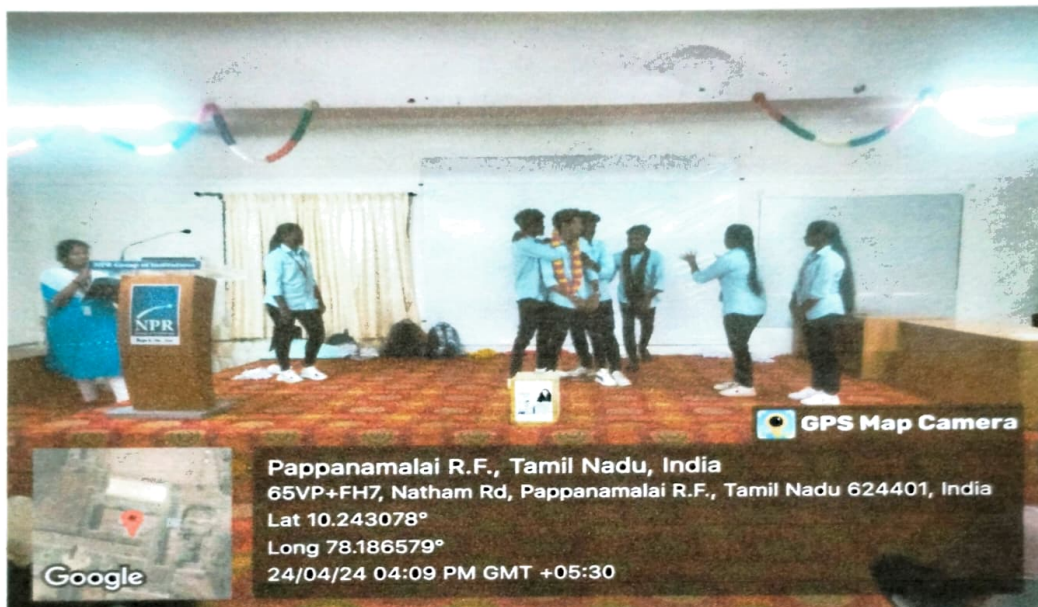 NPR
GPS Map Camera
Pappanamalai R.F., Tamil Nadu, India
65VP+FH7, Natham Rd, Pappanamalai R.F., Tamil Nadu 624401, India
Lat 10.243078°
Long 78.186579°
24/04/24 04:09 PM GMT +05:30
Google